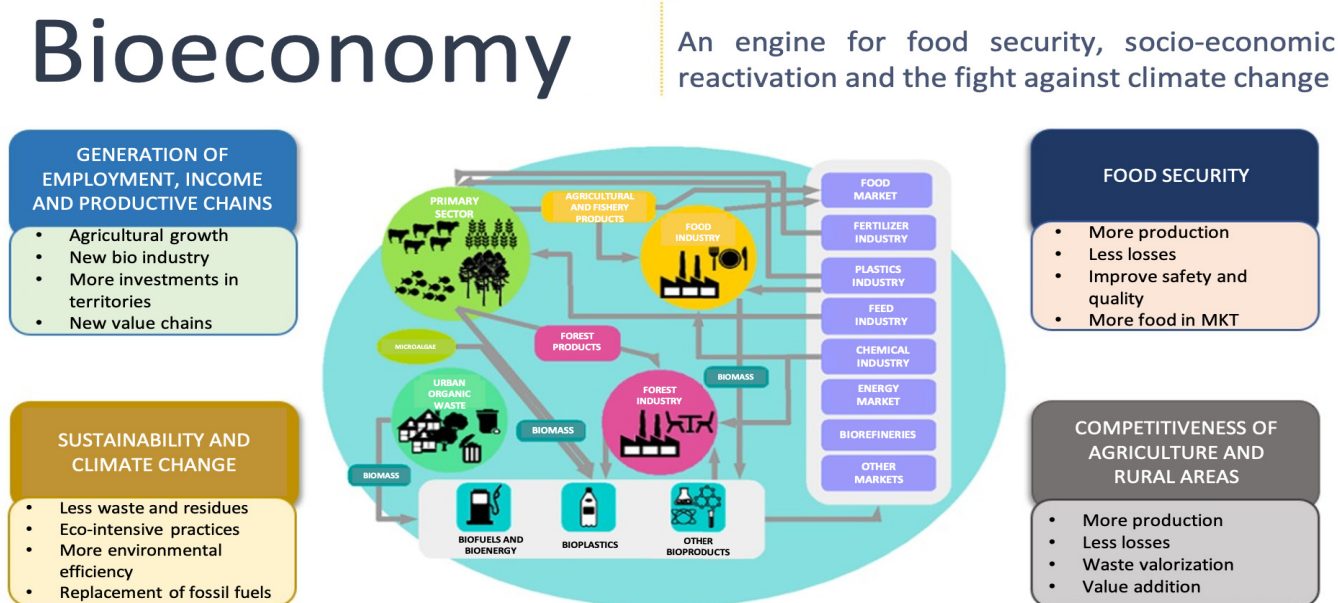 Bioeconomy
An engine for food security, socio-economic
reactivation and the fight against climate change
GENERATION OF
EMPLOYMENT, INCOME
AND PRODUCTIVE CHAINS
• Agricultural growth
• New bio industry
• More investments in
territories
• New value chains
SUSTAINABILITY AND
CLIMATE CHANGE
• Less waste and residues
• Eco-intensive practices
• More environmental
efficiency
• Replacement of fossil fuels
PRIMARY
SECTOR
AGRICULTURAL
AND FISHERY
PRODUCTS
FOOD
INDUSTRY
MICROALGAE
FOREST
PRODUCTS
URBAN
ORGANIC
WASTE
FOREST
INDUSTRY
BIOMASS
BIOMASS
BIOMASS
BIOFUELS AND
BIOENERGY
BIOPLASTICS
OTHER
BIOPRODUCTS
FOOD
MARKET
FERTILIZER
INDUSTRY
PLASTICS
INDUSTRY
FEED
INDUSTRY
CHEMICAL
INDUSTRY
ENERGY
MARKET
BIOREFINERIES
OTHER
MARKETS
FOOD SECURITY
• More production
• Less losses
• Improve safety and
quality
• More food in MKT
COMPETITIVENESS OF
AGRICULTURE AND
RURAL AREAS
• More production
• Less losses
• Waste valorization
• Value addition